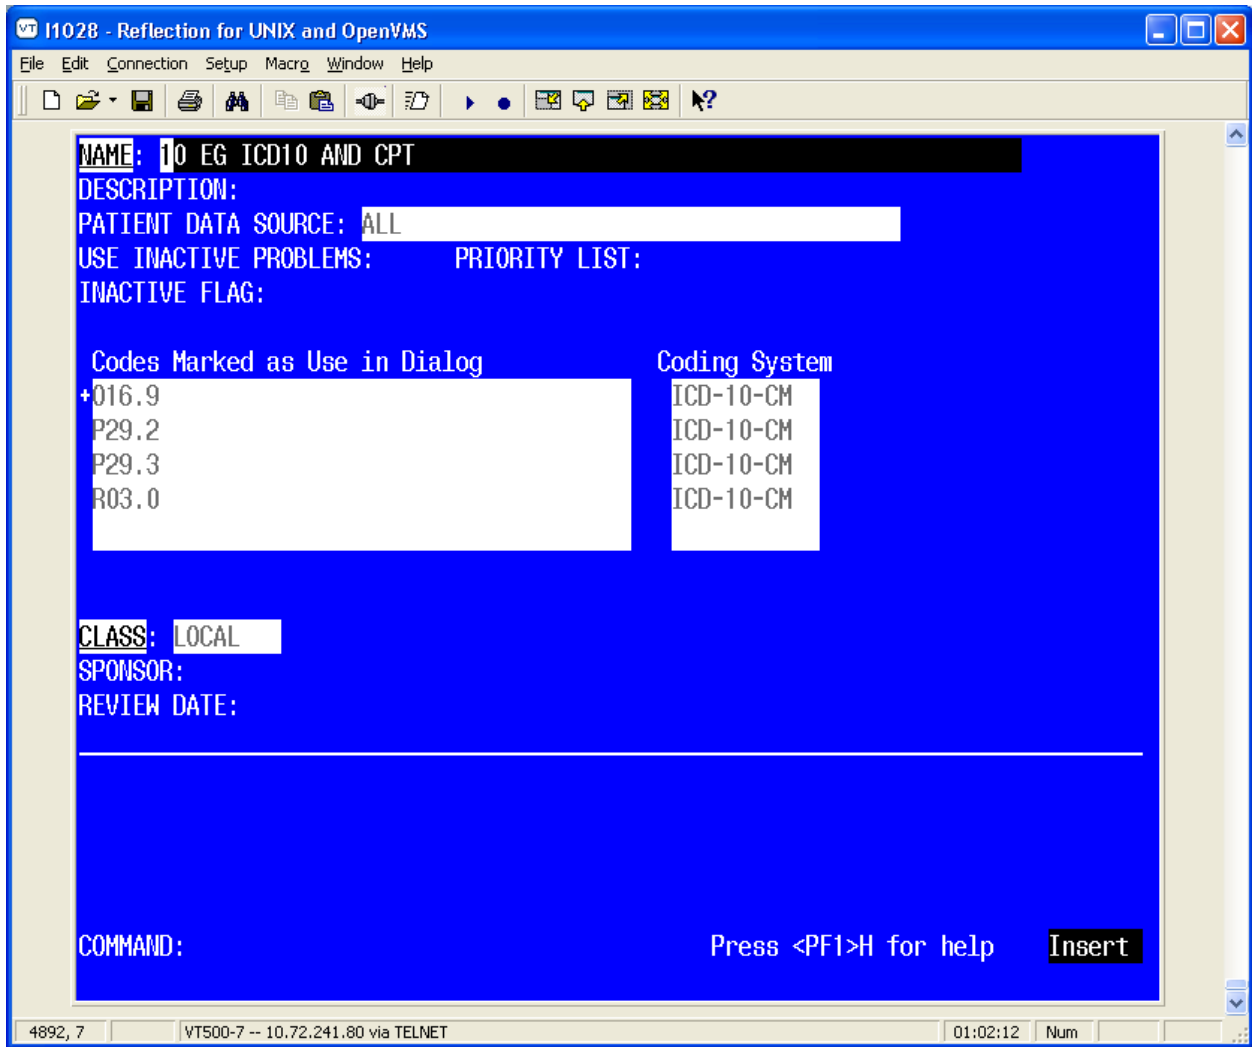 VT I1028 - Reflection for UNIX and OpenVMS
File Edit Connection Setup Macro Window Help
NAME: 10 EG ICD10 AND CPT
DESCRIPTION:
PATIENT DATA SOURCE: ALL
USE INACTIVE PROBLEMS: PRIORITY LIST:
INACTIVE FLAG:
Codes Marked as Use in Dialog Coding System
+O16.9 ICD-10-CM
P29.2 ICD-10-CM
P29.3 ICD-10-CM
R03.0 ICD-10-CM
CLASS: LOCAL
SPONSOR:
REVIEW DATE:
COMMAND: Press <PF1>H for help Insert
4892, 7 VT500-7 -- 10.72.241.80 via TELNET 01:02:12 Num